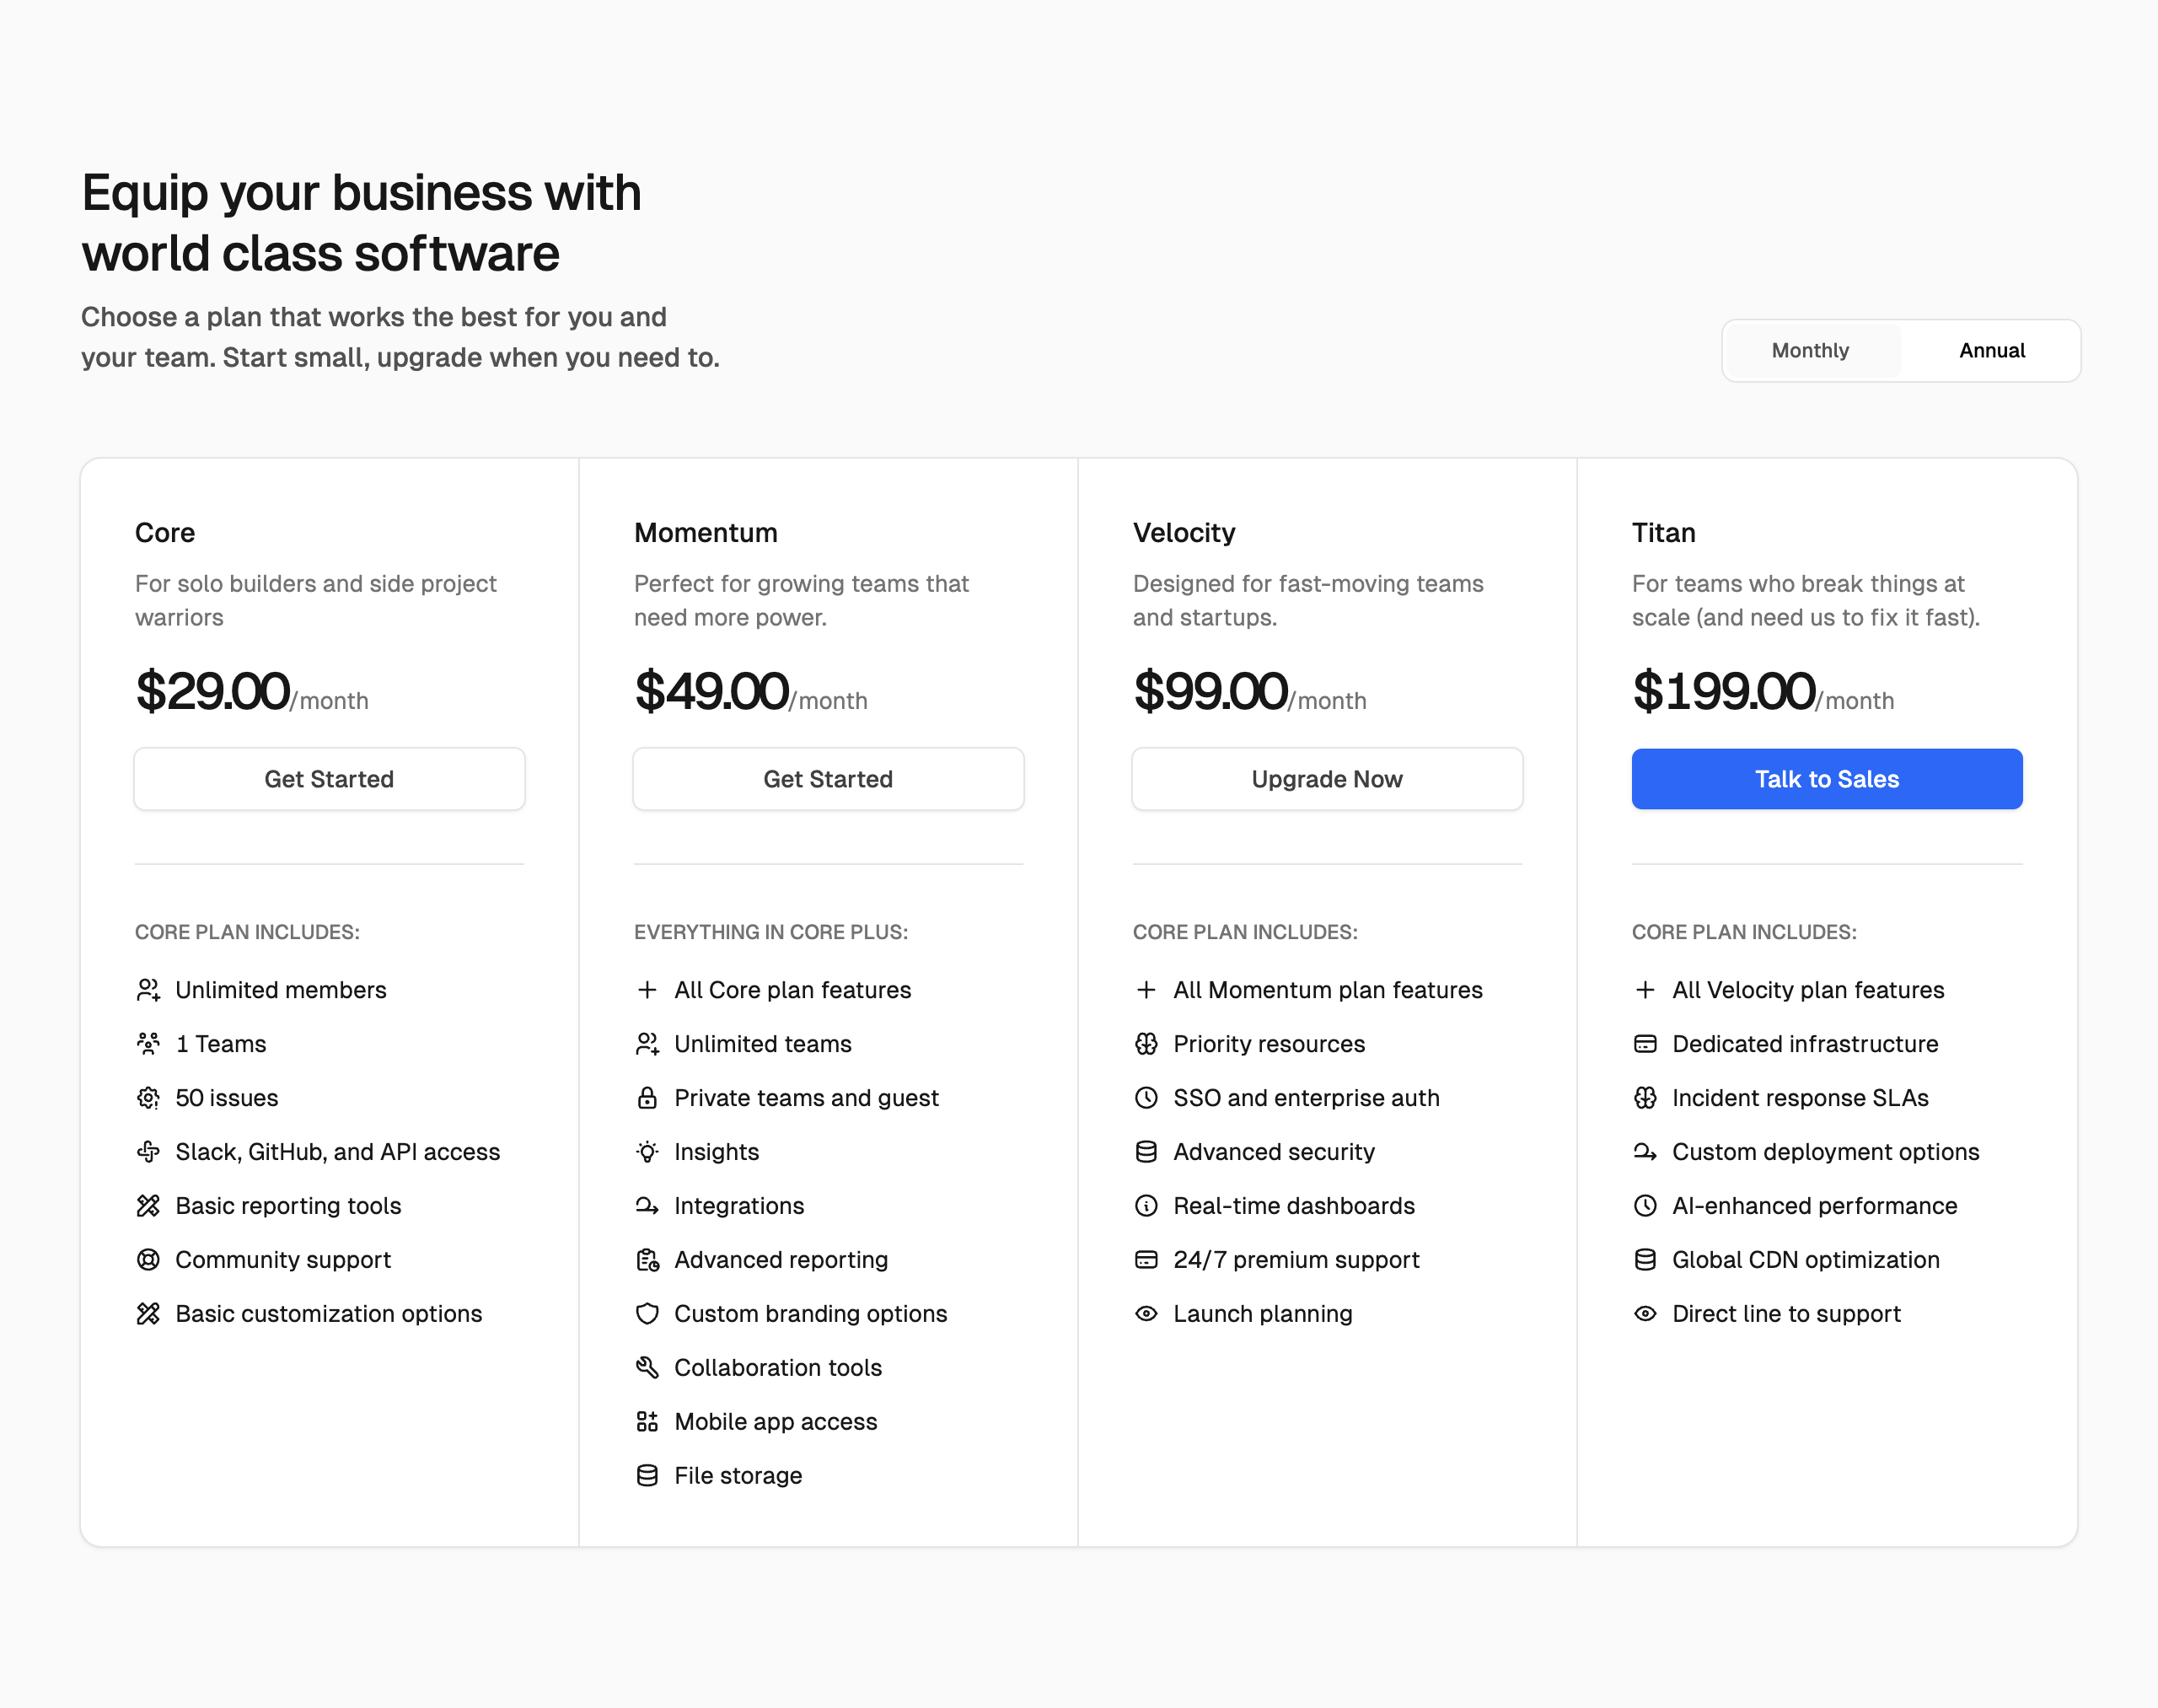 Equip your business with
world class software
Choose a plan that works the best for you and
your team. Start small, upgrade when you need to.
Monthly
Annual
Core
For solo builders and side project
warriors
$29.00/month
Get Started
CORE PLAN INCLUDES:
Unlimited members
1 Teams
50 issues
Slack, GitHub, and API access
Basic reporting tools
Community support
Basic customization options
Momentum
Perfect for growing teams that
need more power.
$49.00/month
Get Started
EVERYTHING IN CORE PLUS:
All Core plan features
Unlimited teams
Private teams and guest
Insights
Integrations
Advanced reporting
Custom branding options
Collaboration tools
Mobile app access
File storage
Velocity
Designed for fast-moving teams
and startups.
$99.00/month
Upgrade Now
CORE PLAN INCLUDES:
All Momentum plan features
Priority resources
SSO and enterprise auth
Advanced security
Real-time dashboards
24/7 premium support
Launch planning
Titan
For teams who break things at
scale (and need us to fix it fast).
$199.00/month
Talk to Sales
CORE PLAN INCLUDES:
All Velocity plan features
Dedicated infrastructure
Incident response SLAs
Custom deployment options
AI-enhanced performance
Global CDN optimization
Direct line to support